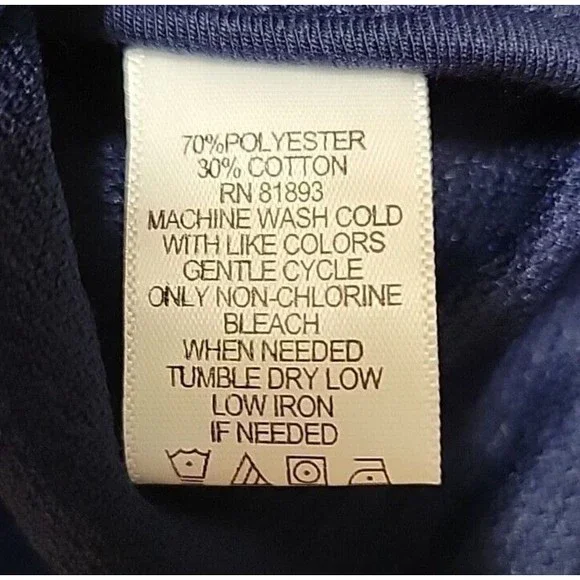 70%POLYESTER
30% COTTON
RN 81893
MACHINE WASH COLD
WITH LIKE COLORS
GENTLE CYCLE
ONLY NON-CHLORINE
BLEACH
WHEN NEEDED
TUMBLE DRY LOW
LOW IRON
IF NEEDED